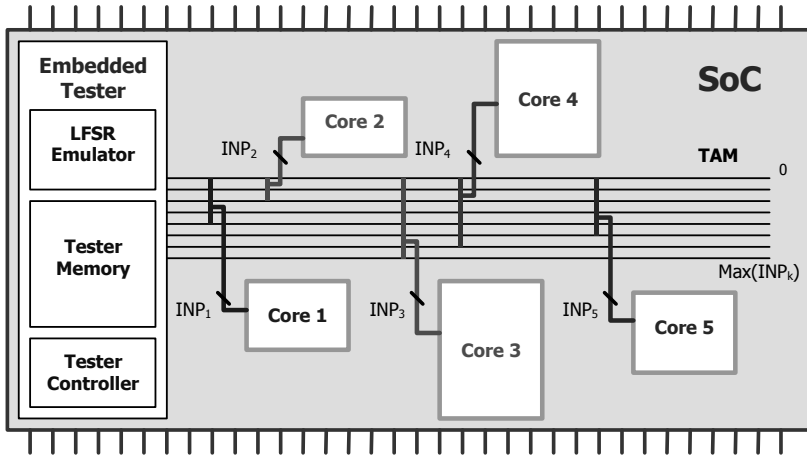 Embedded
Tester
LFSR
Emulator
Tester
Memory
Tester
Controller
SoC
TAM
0
Max(INPₖ)
Core 1
Core 2
Core 3
Core 4
Core 5
INP₁
INP₂
INP₃
INP₄
INP₅